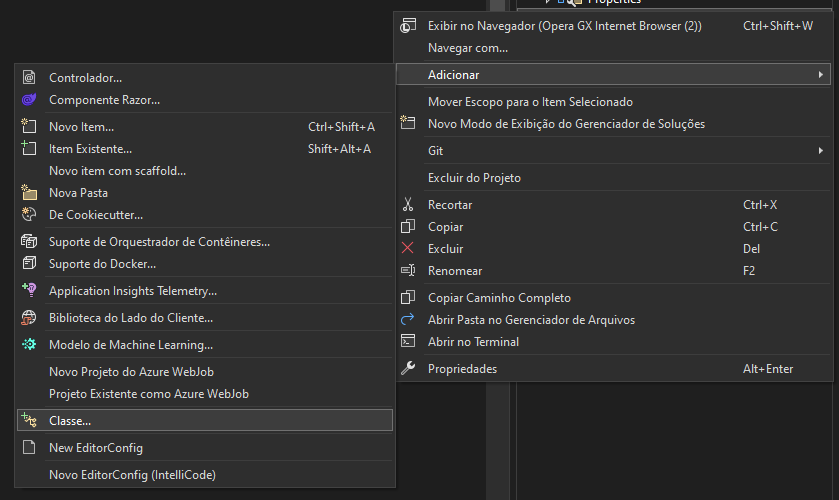 Properties
Exibir no Navegador (Opera GX Internet Browser (2)) Ctrl+Shift+W
Navegar com...
Adicionar
Mover Escopo para o Item Selecionado
Novo Modo de Exibição do Gerenciador de Soluções
Git
Excluir do Projeto
Recortar Ctrl+X
Copiar Ctrl+C
Excluir Del
Renomear F2
Copiar Caminho Completo
Abrir Pasta no Gerenciador de Arquivos
Abrir no Terminal
Propriedades Alt+Enter
Controlador...
Componente Razor...
Novo Item... Ctrl+Shift+A
Item Existente... Shift+Alt+A
Novo item com scaffold...
Nova Pasta
De Cookiecutter...
Suporte de Orquestrador de Contêineres...
Suporte do Docker...
Application Insights Telemetry...
Biblioteca do Lado do Cliente...
Modelo de Machine Learning...
Novo Projeto do Azure WebJob
Projeto Existente como Azure WebJob
Classe...
New EditorConfig
Novo EditorConfig (IntelliCode)